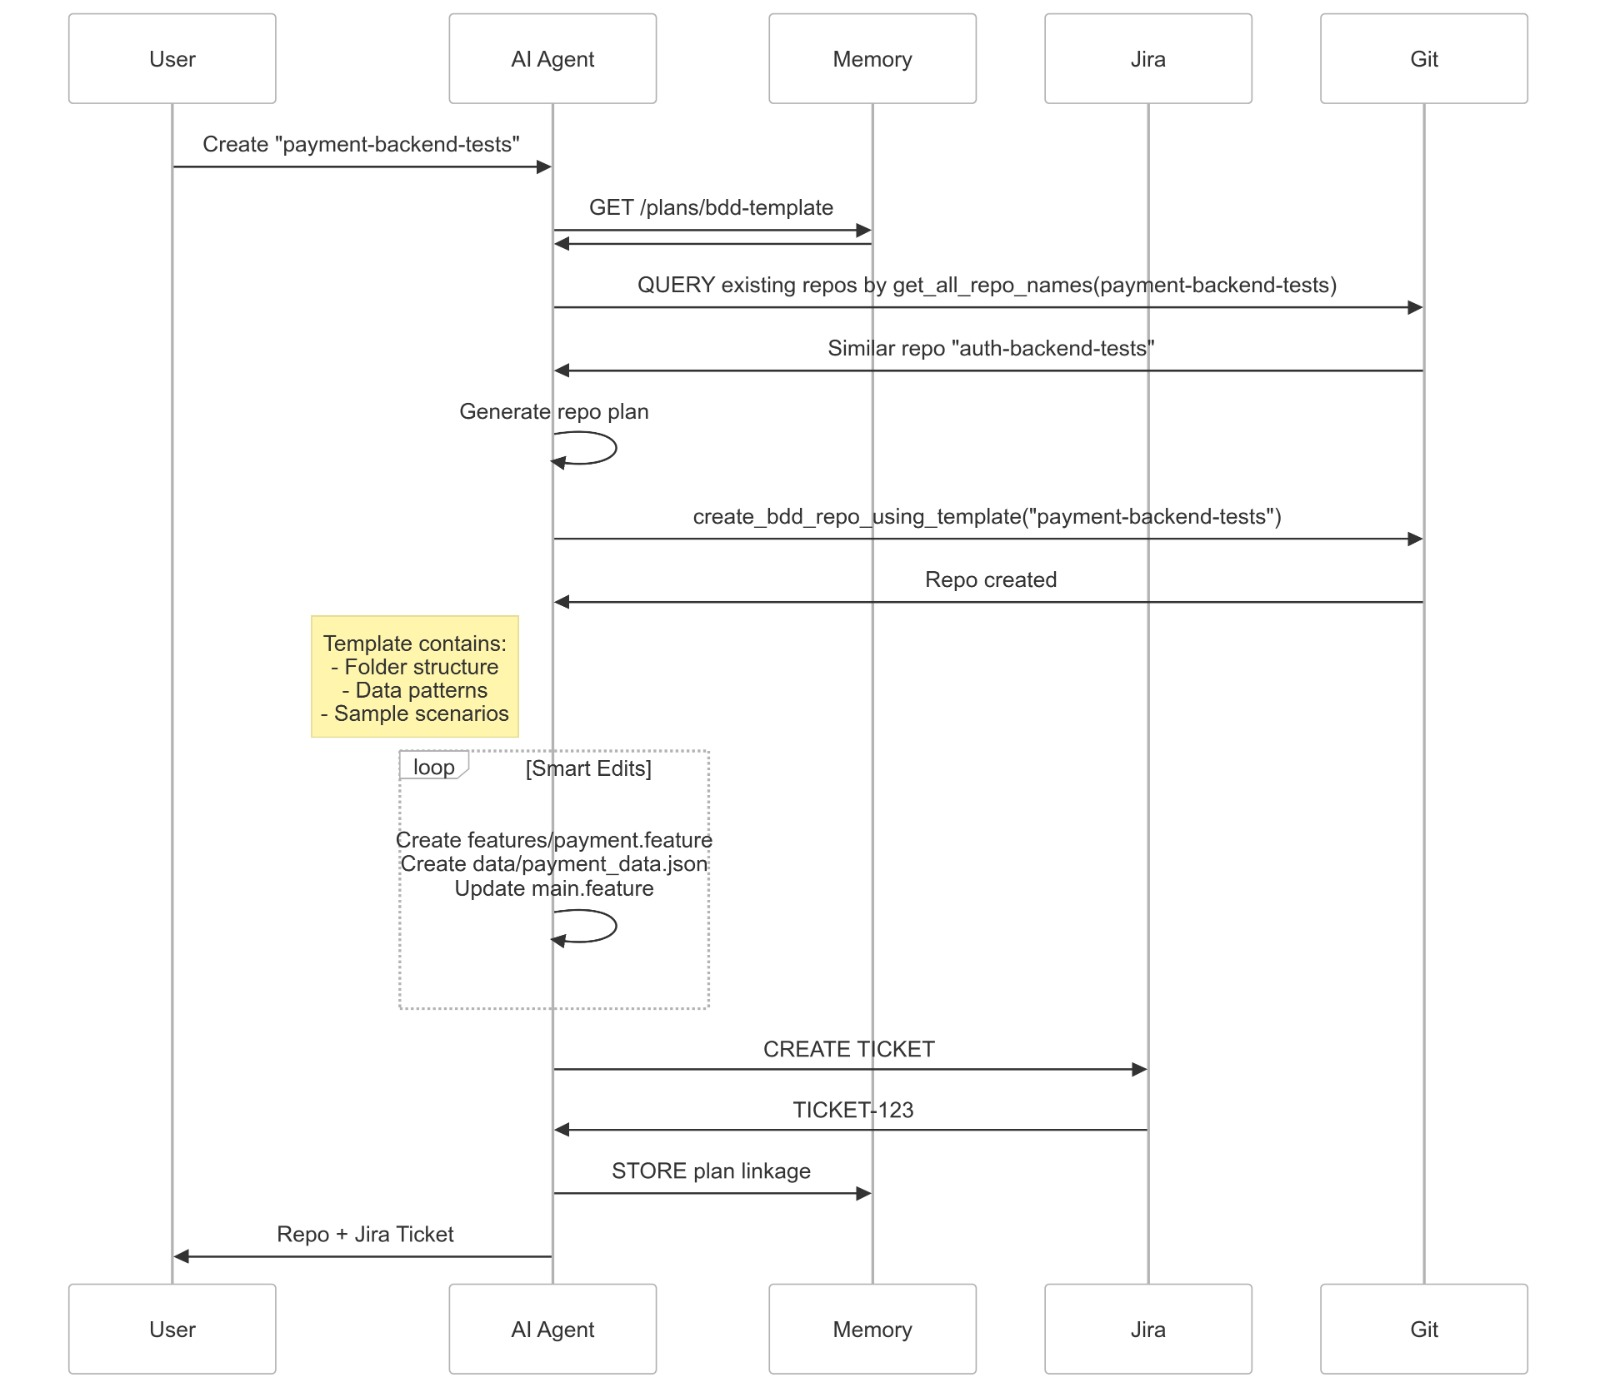 User
AI Agent
Memory
Jira
Git
Create "payment-backend-tests"
GET /plans/bdd-template
QUERY existing repos by get_all_repo_names(payment-backend-tests)
Similar repo "auth-backend-tests"
Generate repo plan
create_bdd_repo_using_template("payment-backend-tests")
Repo created
Template contains:
- Folder structure
- Data patterns
- Sample scenarios
loop
[Smart Edits]
Create features/payment.feature
Create data/payment_data.json
Update main.feature
CREATE TICKET
TICKET-123
STORE plan linkage
Repo + Jira Ticket
User
AI Agent
Memory
Jira
Git